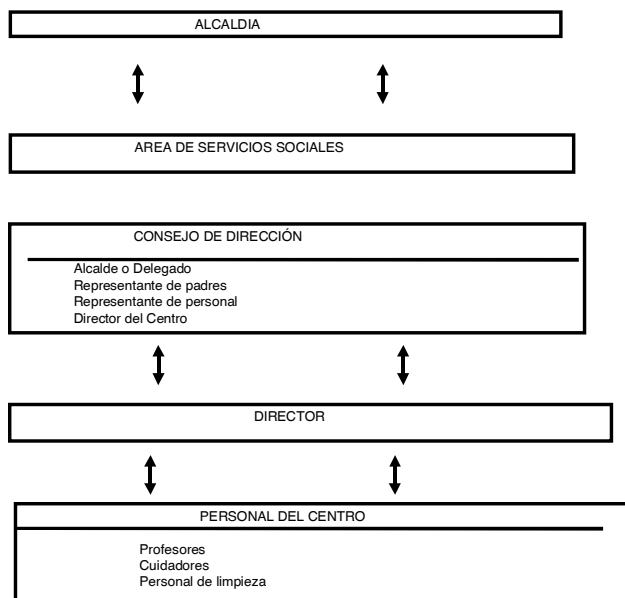 ALCALDIA
AREA DE SERVICIOS SOCIALES
CONSEJO DE DIRECCIÓN
Alcalde o Delegado
Representante de padres
Representante de personal
Director del Centro
DIRECTOR
PERSONAL DEL CENTRO
Profesores
Cuidadores
Personal de limpieza